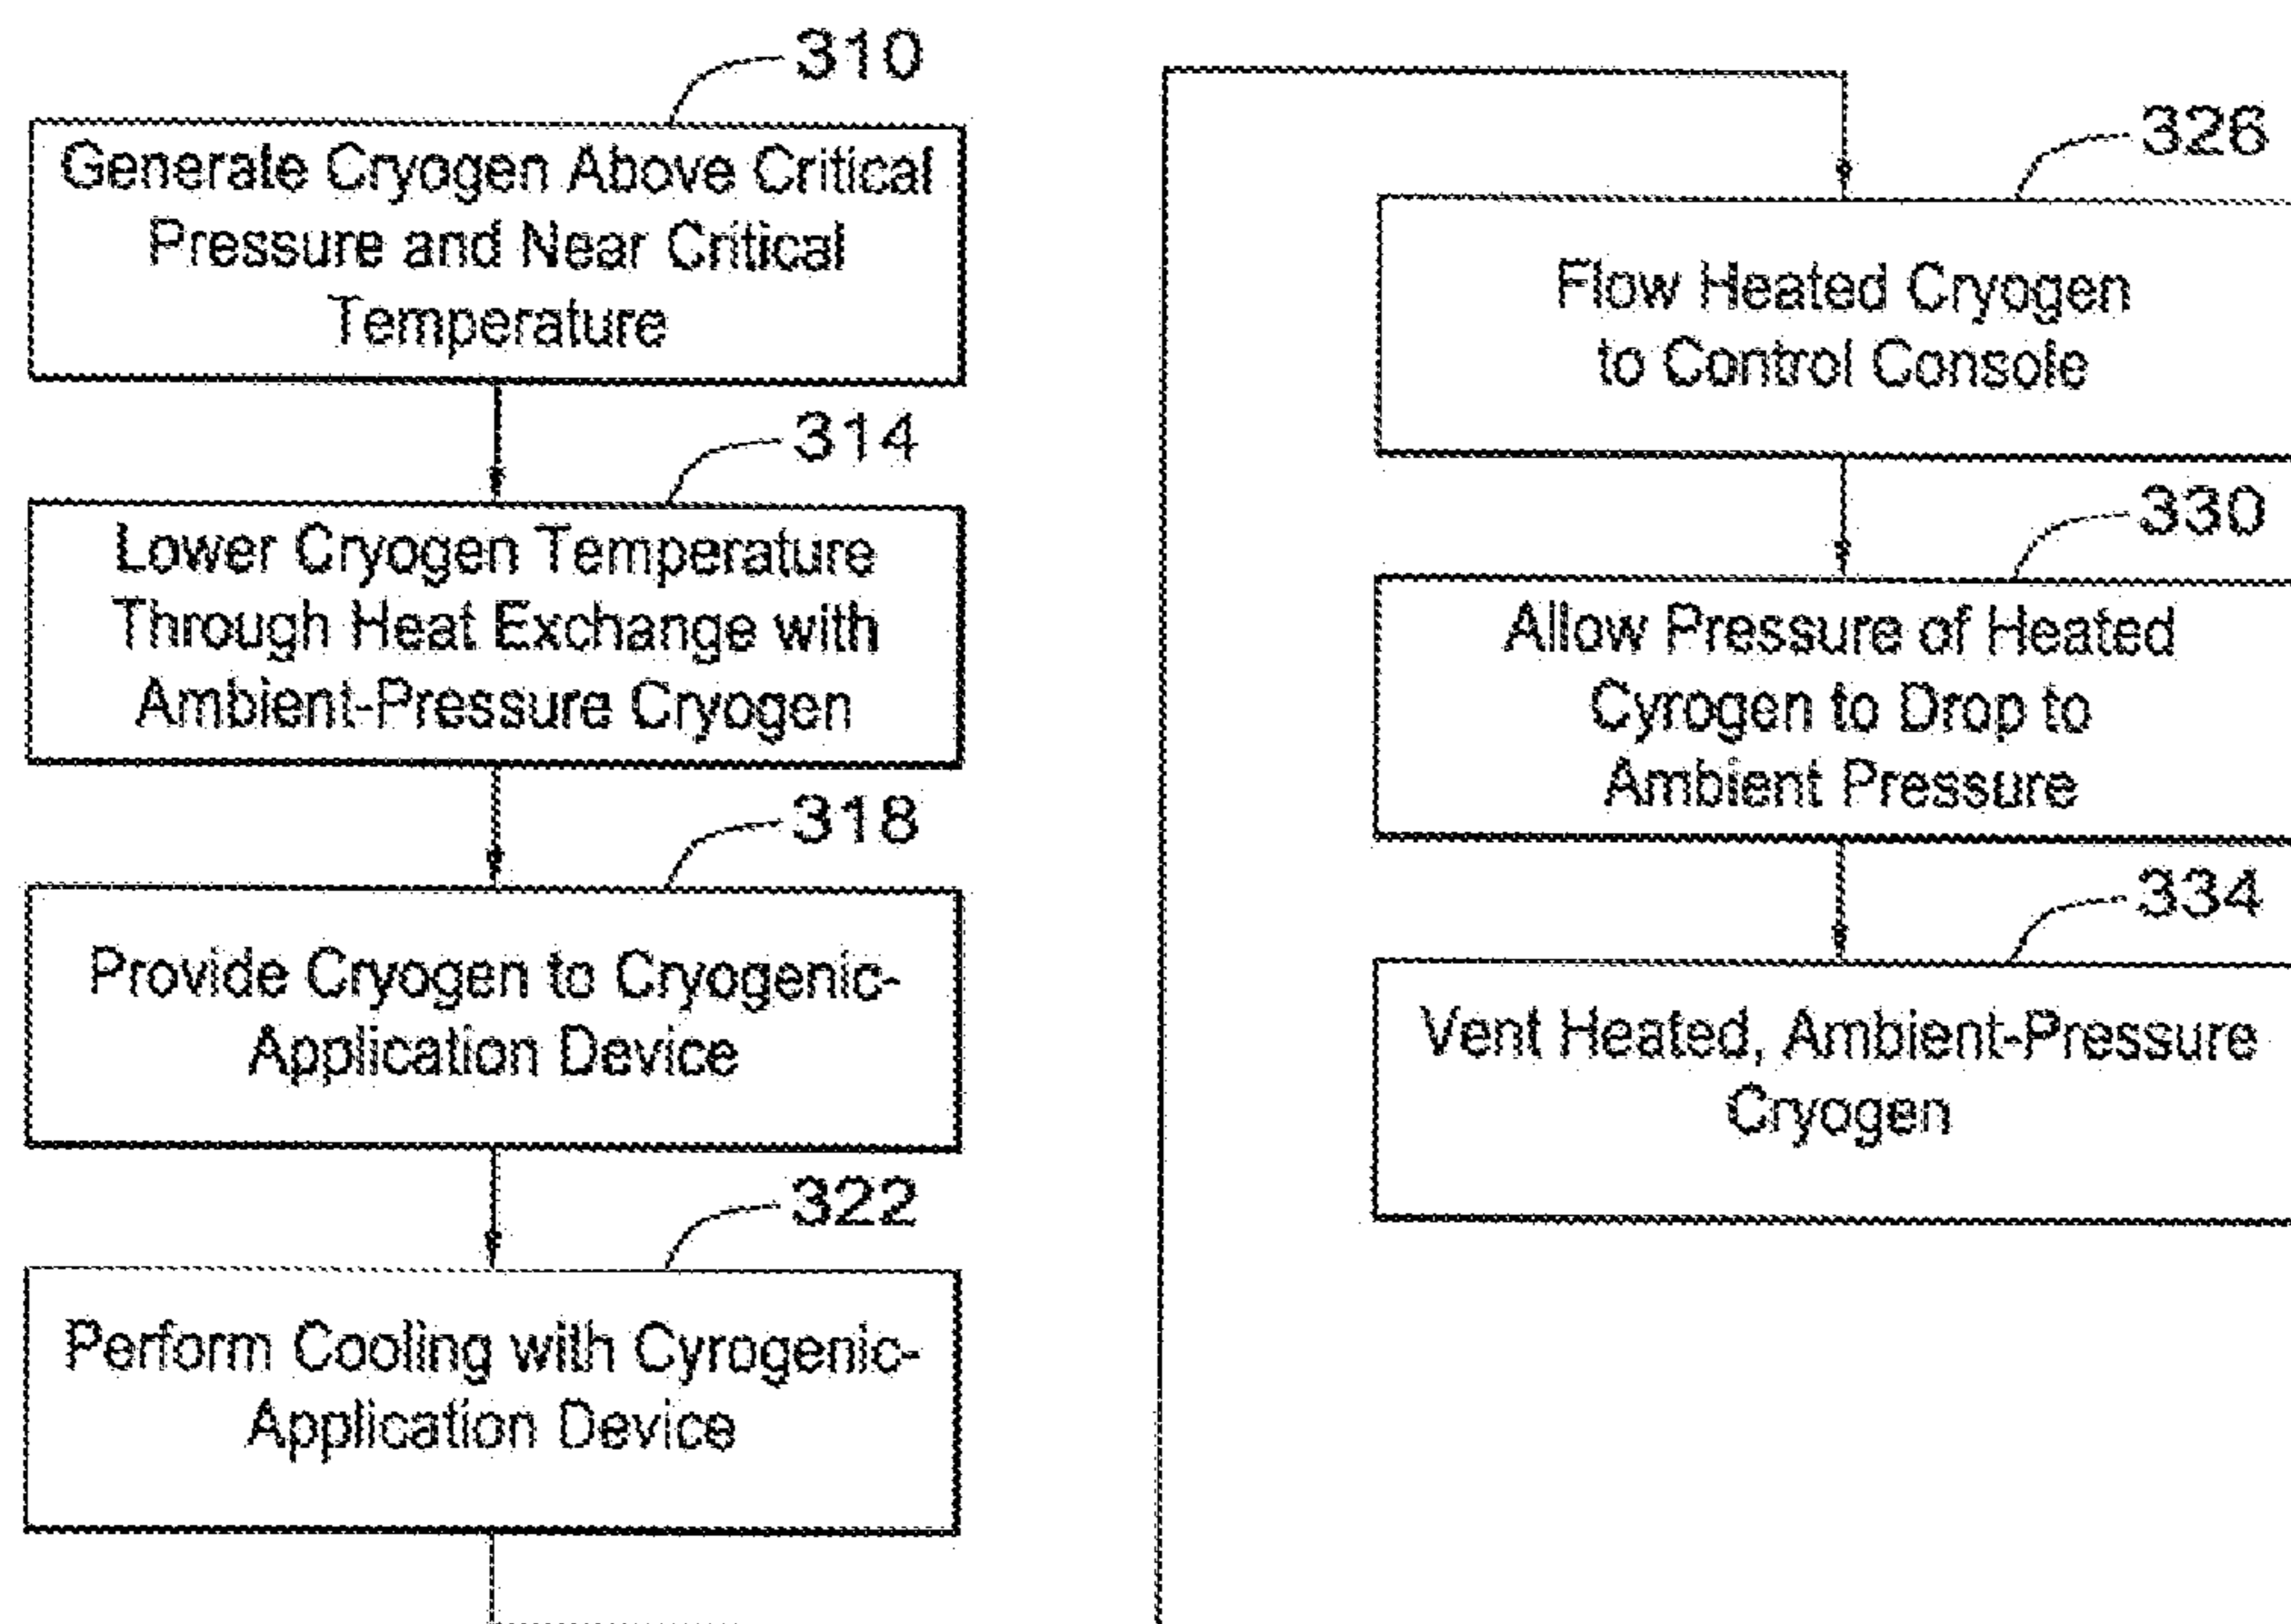 310
Generate Cryogen Above Critical
Pressure and Near Critical
Temperature
314
Lower Cryogen Temperature
Through Heat Exchange with
Ambient-Pressure Cryogen
318
Provide Cryogen to Cryogenic-
Application Device
322
Perform Cooling with Cyrogenic-
Application Device
326
Flow Heated Cryogen
to Control Console
330
Allow Pressure of Heated
Cyrogen to Drop to
Ambient Pressure
334
Vent Heated, Ambient-Pressure
Cryogen